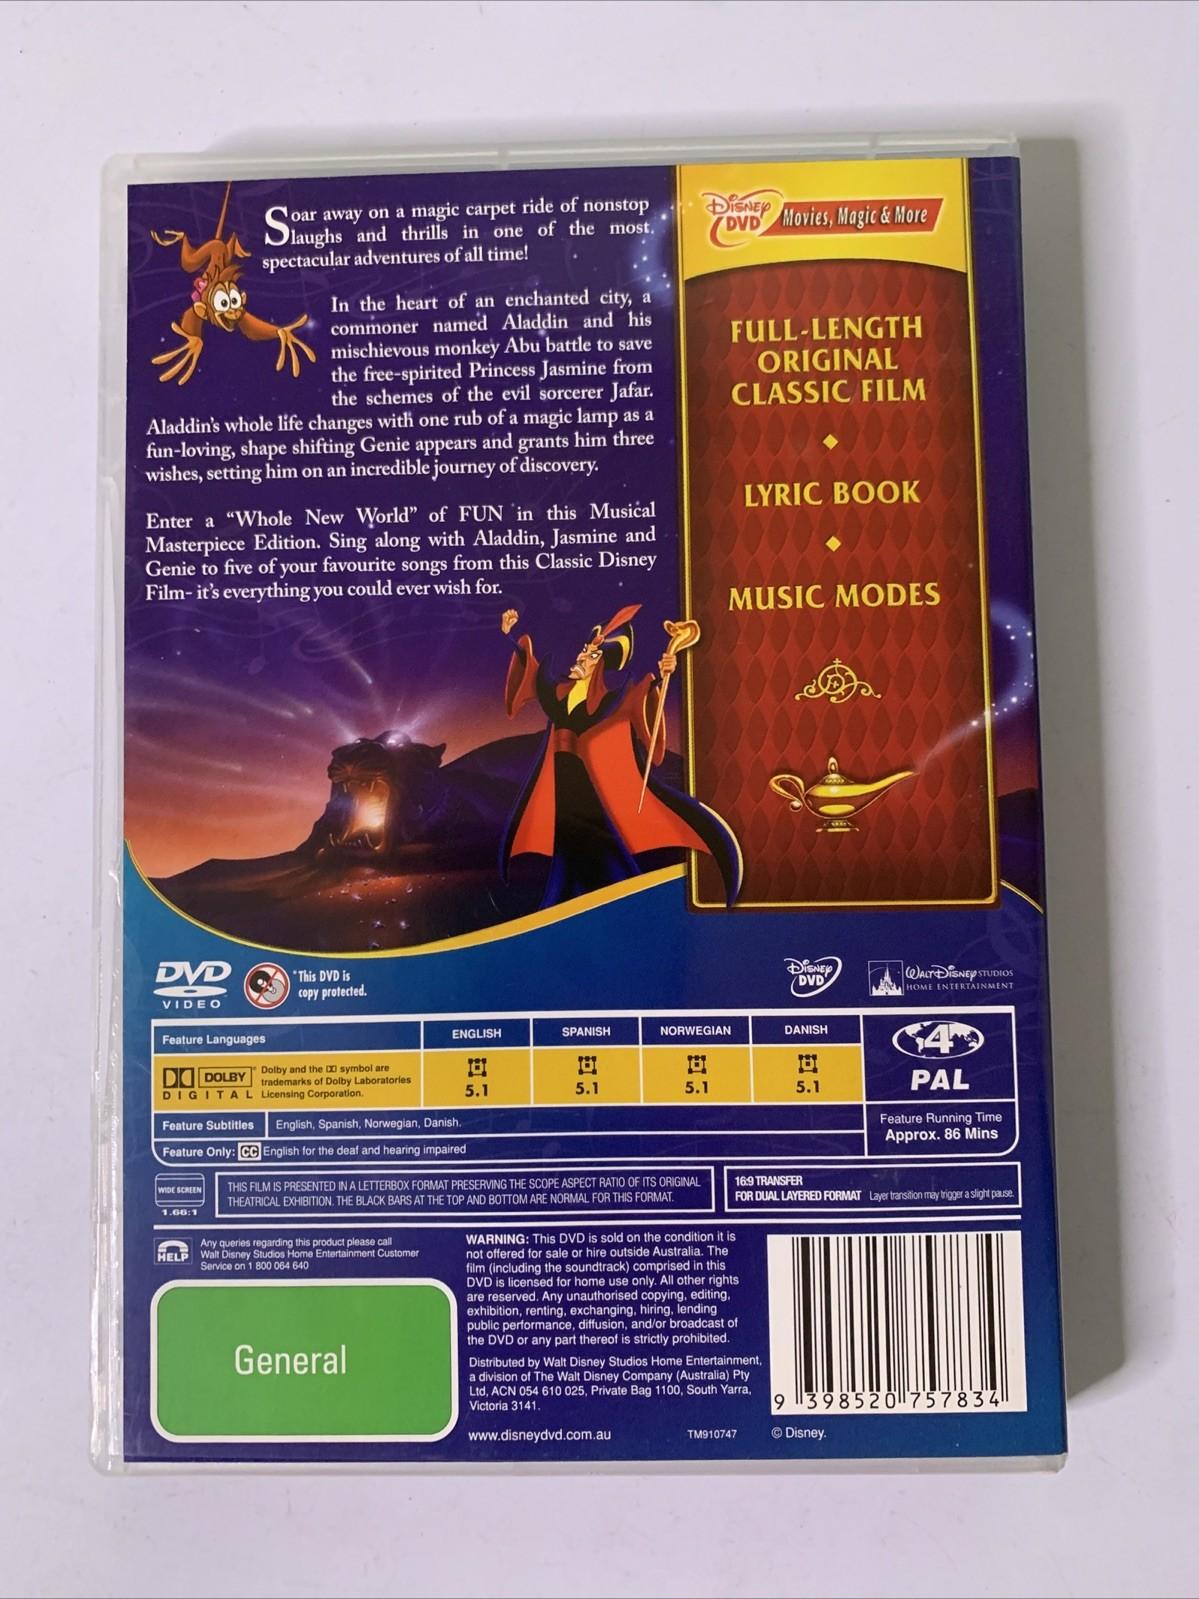 Soar away on a magic carpet ride of nonstop
laughs and thrills in one of the most
spectacular adventures of all time!
In the heart of an enchanted city, a
commoner named Aladdin and his
mischievous monkey Abu battle to save
the free-spirited Princess Jasmine from
the schemes of the evil sorcerer Jafar.
Aladdin's whole life changes with one rub of a magic lamp as a
fun-loving, shape shifting Genie appears and grants him three
wishes, setting him on an incredible journey of discovery.
Enter a “Whole New World” of FUN in this Musical
Masterpiece Edition. Sing along with Aladdin, Jasmine and
Genie to five of your favourite songs from this Classic Disney
Film- it's everything you could ever wish for.
Disney DVD Movies, Magic & More
FULL-LENGTH
ORIGINAL
CLASSIC FILM
LYRIC BOOK
MUSIC MODES
DVD
VIDEO
*This DVD is
copy protected.
Disney
DVD
WALT DISNEY STUDIOS
HOME ENTERTAINMENT
Feature Languages
ENGLISH SPANISH NORWEGIAN DANISH
DOLBY
DIGITAL
Dolby and the DD symbol are
trademarks of Dolby Laboratories
Licensing Corporation.
5.1 5.1 5.1 5.1
4
PAL
Feature Subtitles English, Spanish, Norwegian, Danish.
Feature Only: CC English for the deaf and hearing impaired
Feature Running Time
Approx. 86 Mins
WIDE SCREEN
1.66:1
THIS FILM IS PRESENTED IN A LETTERBOX FORMAT PRESERVING THE SCOPE ASPECT RATIO OF ITS ORIGINAL
THEATRICAL EXHIBITION. THE BLACK BARS AT THE TOP AND BOTTOM ARE NORMAL FOR THIS FORMAT.
16:9 TRANSFER
FOR DUAL LAYERED FORMAT Layer transition may trigger a slight pause.
HELP
Any queries regarding this product please call
Walt Disney Studios Home Entertainment Customer
Service on 1 800 064 640
General
WARNING: This DVD is sold on the condition it is
not offered for sale or hire outside Australia. The
film (including the soundtrack) comprised in this
DVD is licensed for home use only. All other rights
are reserved. Any unauthorised copying, editing,
exhibition, renting, exchanging, hiring, lending
public performance, diffusion, and/or broadcast of
the DVD or any part thereof is strictly prohibited.
Distributed by Walt Disney Studios Home Entertainment,
a division of The Walt Disney Company (Australia) Pty
Ltd, ACN 054 610 025, Private Bag 1100, South Yarra,
Victoria 3141.
www.disneydvd.com.au TM910747
9 398520 757834
© Disney.